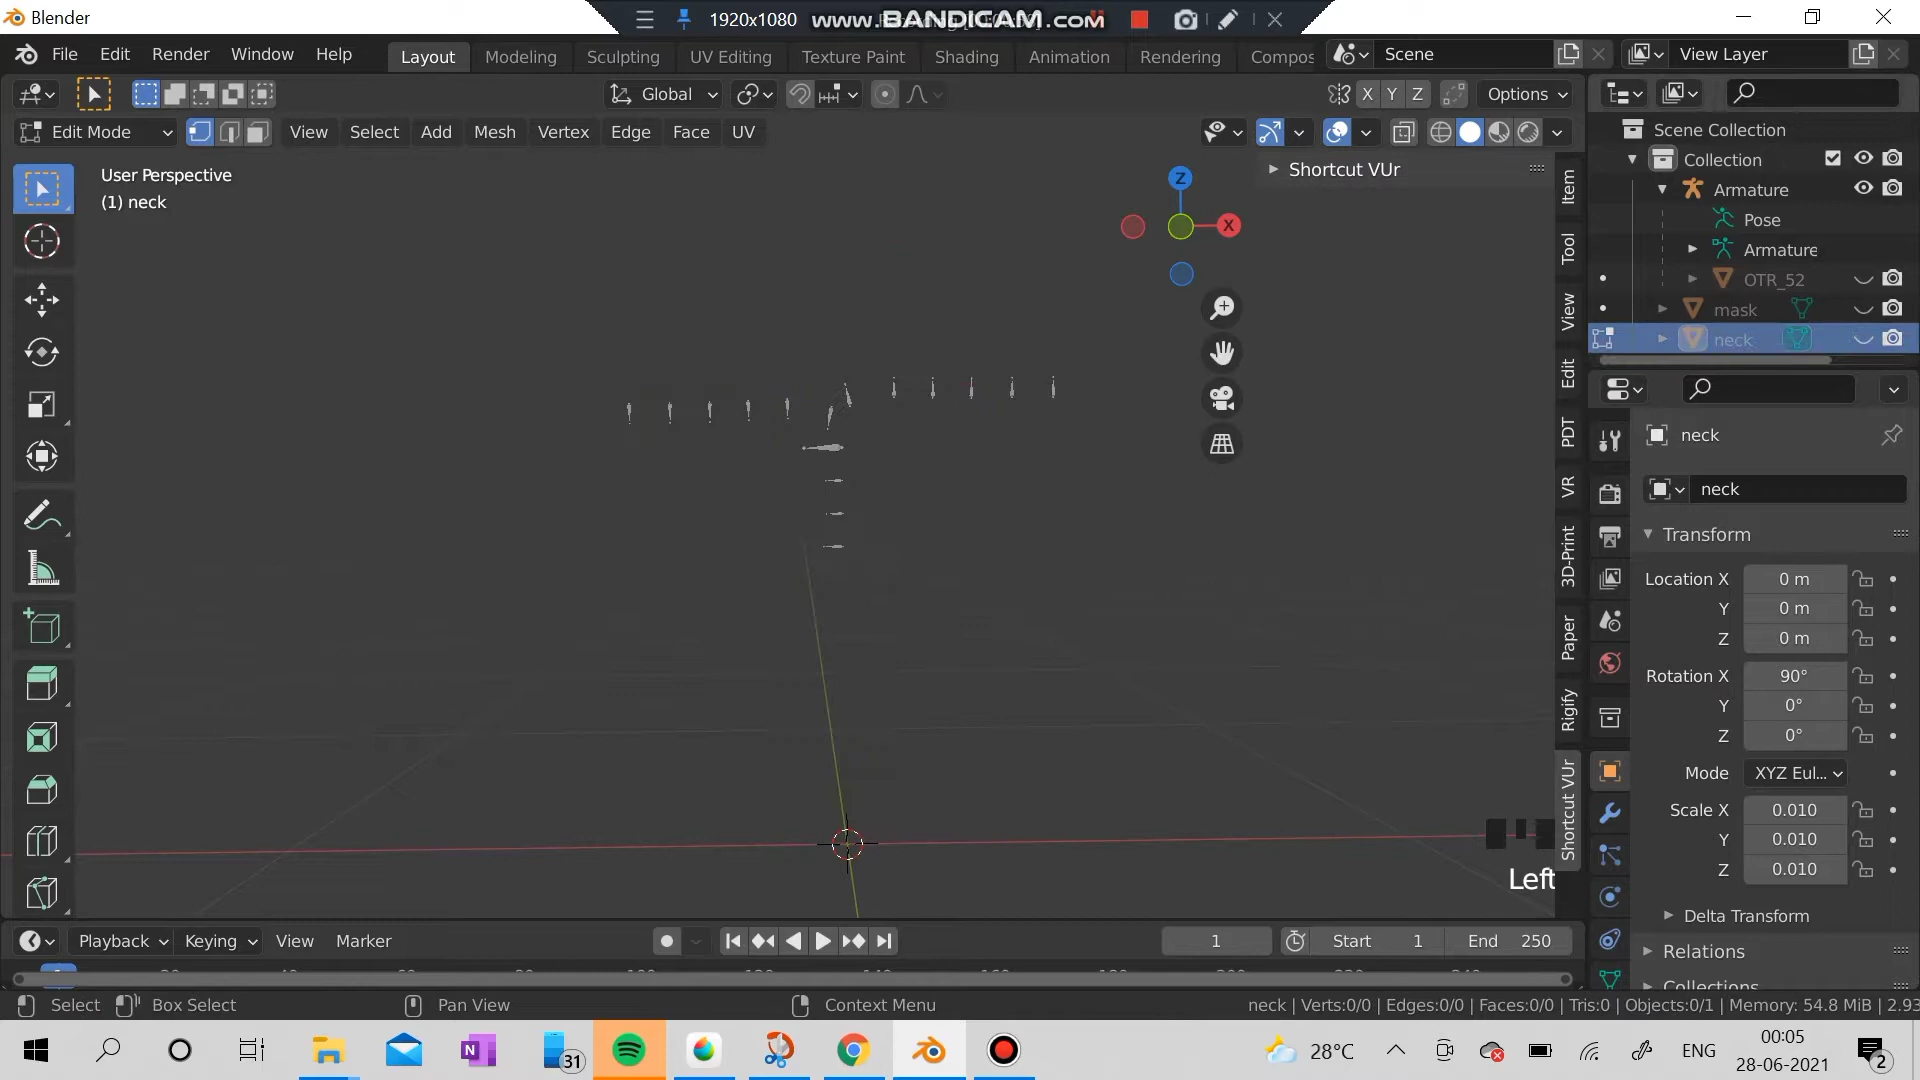 Blender
1920x1080
www.BANDICAM.com
File Edit Render Window Help
Layout Modeling Sculpting UV Editing Texture Paint Shading Animation Rendering Compos
Scene
View Layer
Global
X Y Z
Options
Edit Mode
View Select Add Mesh Vertex Edge Face UV
User Perspective
(1) neck
Z
X
Shortcut VUr
Item
Tool
View
Edit
PDT
VR
3D-Print
Paper
Rigify
Shortcut VUr
Left
Scene Collection
Collection
Armature
Pose
Armature
OTR_52
mask
neck
neck
neck
Transform
Location X 0 m
Y 0 m
Z 0 m
Rotation X 90°
Y 0°
Z 0°
Mode XYZ Eul...
Scale X 0.010
Y 0.010
Z 0.010
Delta Transform
Relations
Collections
Playback Keying View Marker
1
Start 1
End 250
Select Box Select Pan View Context Menu
neck | Verts:0/0 | Edges:0/0 | Faces:0/0 | Tris:0 | Objects:0/1 | Memory: 54.8 MiB | 2.93
31
28°C
ENG
00:05
28-06-2021
2